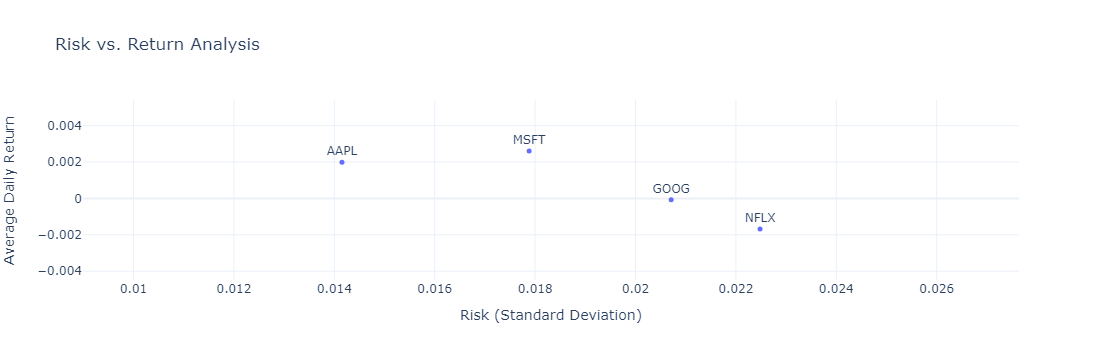 Risk vs. Return Analysis
Average Daily Return
0.004
0.002
0
−0.002
−0.004
AAPL
MSFT
GOOG
NFLX
0.01
0.012
0.014
0.016
0.018
0.02
0.022
0.024
0.026
Risk (Standard Deviation)